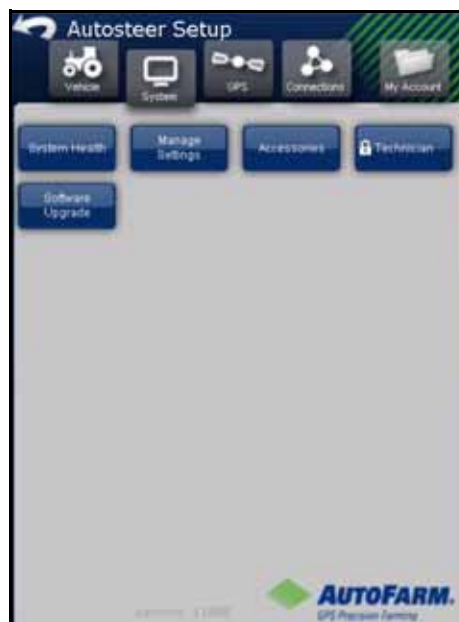 Autosteer Setup
Vehicle
System
GPS
Connections
My Account
System Health
Manage
Settings
Accessories
Technician
Software
Upgrade
AUTOFARM.
GPS Precision Farming